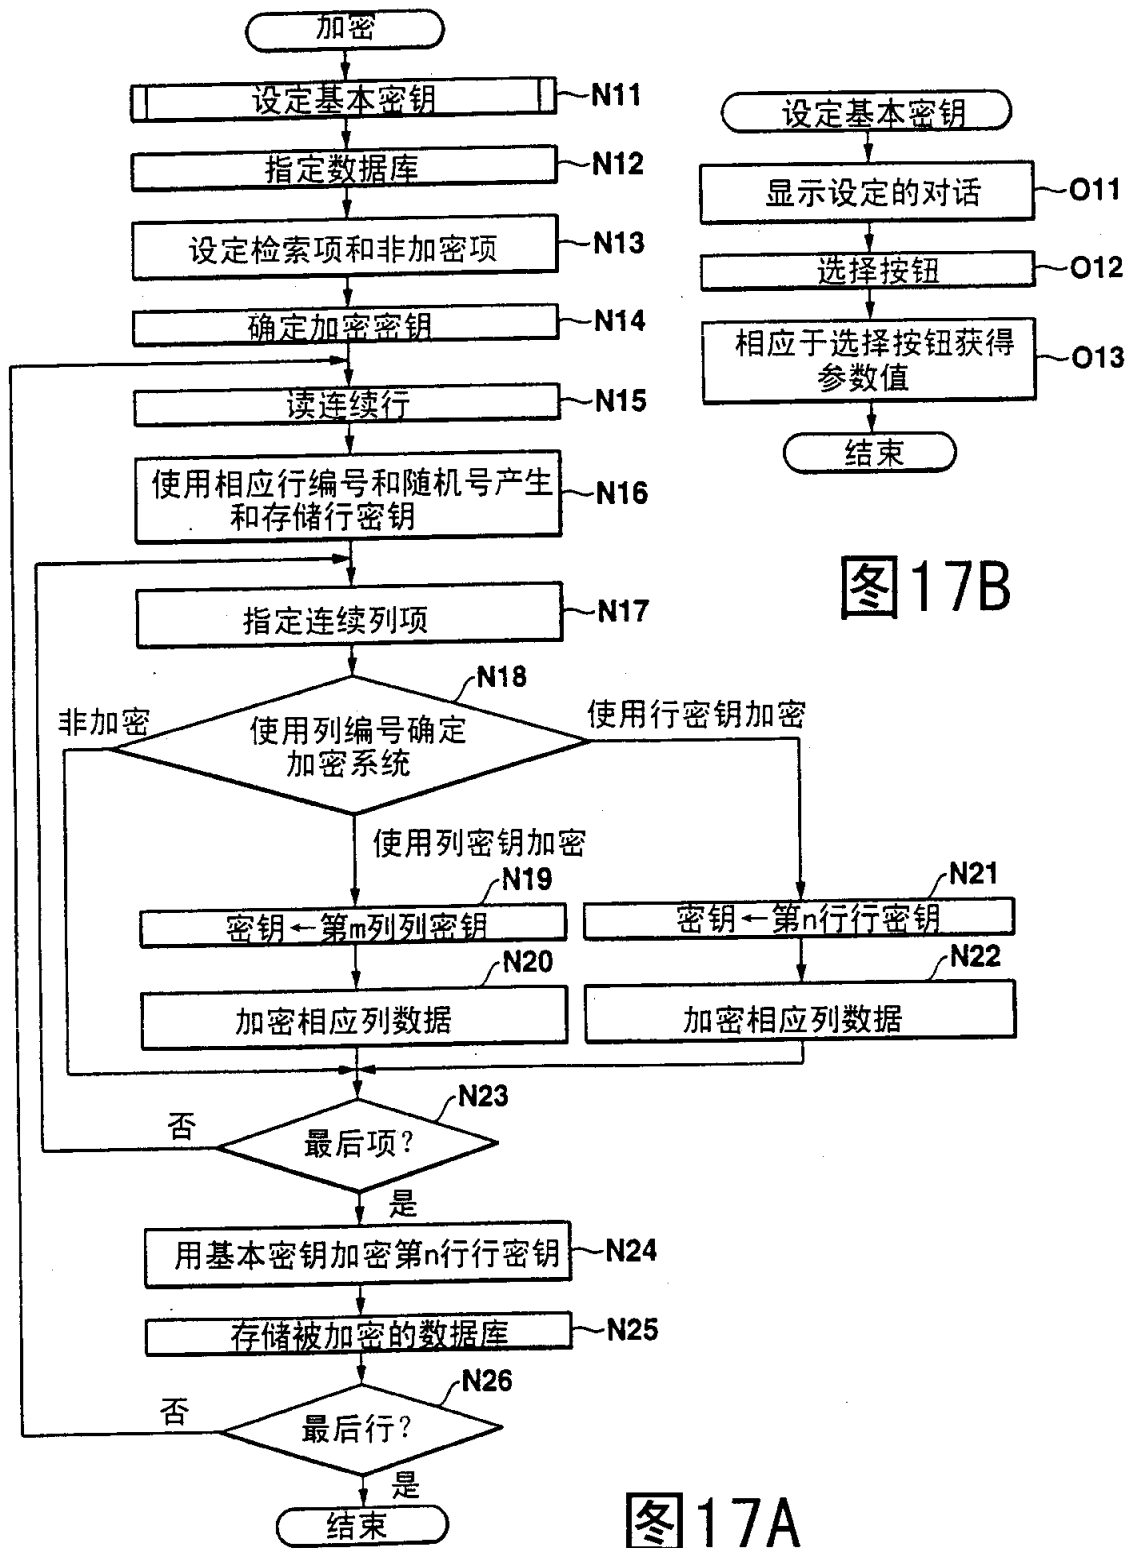 加密
设定基本密钥
N11
指定数据库
N12
设定检索项和非加密项
N13
确定加密密钥
N14
读连续行
N15
使用相应行编号和随机号产生
和存储行密钥
N16
指定连续列项
N17
N18
非加密
使用列编号确定
加密系统
使用行密钥加密
使用列密钥加密
N19
密钥←第m列列密钥
N21
密钥←第n行行密钥
N20
加密相应列数据
N22
加密相应列数据
N23
否
最后项?
是
用基本密钥加密第n行行密钥
N24
存储被加密的数据库
N25
N26
否
最后行?
是
结束
图17A
设定基本密钥
显示设定的对话
O11
选择按钮
O12
相应于选择按钮获得
参数值
O13
结束
图17B